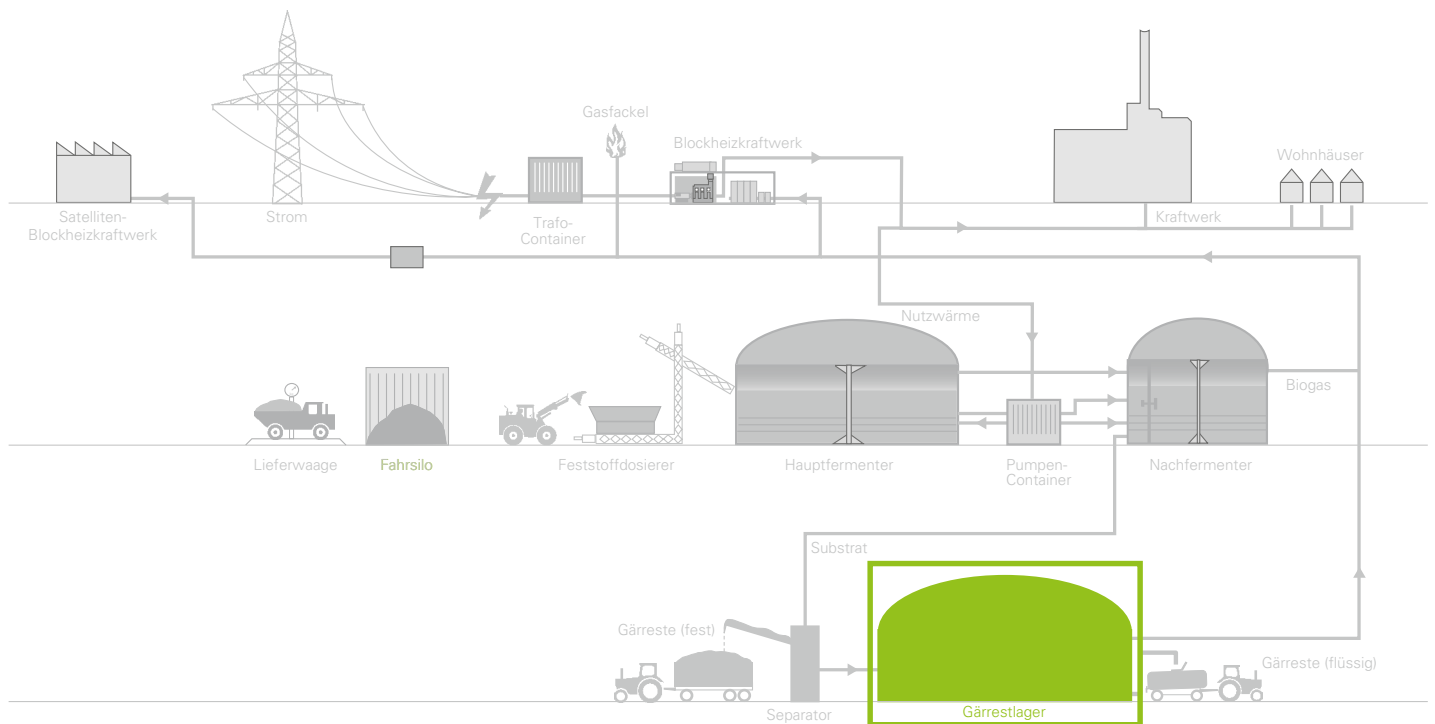 Gasfackel
Blockheizkraftwerk
Wohnhäuser
Satelliten-
Blockheizkraftwerk
Strom
Trafo-
Container
Kraftwerk
Nutzwärme
Biogas
Lieferwaage
Fahrsilo
Feststoffdosierer
Hauptfermenter
Pumpen-
Container
Nachfermenter
Substrat
Gärreste (fest)
Gärreste (flüssig)
Separator
Gärrestlager